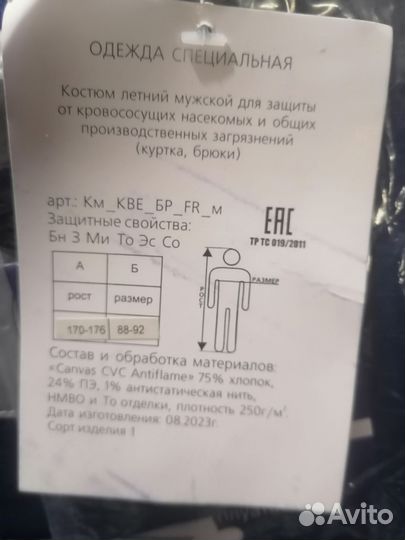 ОДЕЖДА СПЕЦИАЛЬНАЯ
Костюм летний мужской для защиты
от кровососущих насекомых и общих
производственных загрязнений
(куртка, брюки)
арт.: Км_КВЕ_БР_FR_м
Защитные свойства:
Бн З Ми То Эс Со
ЕАС
ТР ТС 019/2011
А Б
рост размер
170-176 88-92
РОСТ
РАЗМЕР
Состав и обработка материалов:
«Canvas CVC Antiflame» 75% хлопок,
24% ПЭ, 1% антистатическая нить,
НМВО и То отделки, плотность 250г/м².
Дата изготовления: 08.2023г.
Сорт изделия 1
Avito